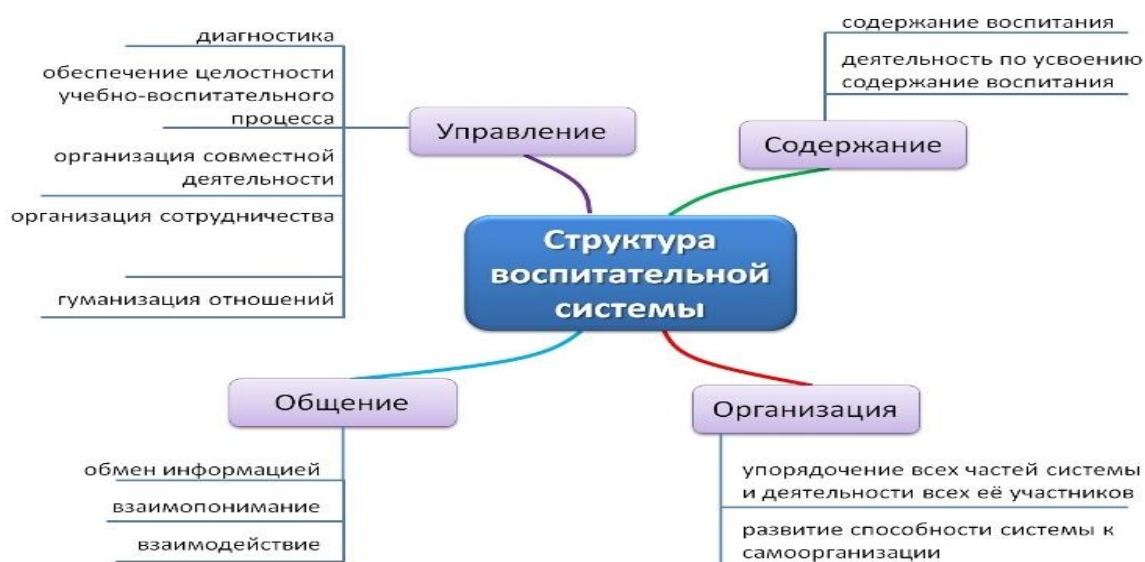 диагностика
обеспечение целостности
учебно-воспитательного
процесса
организация совместной
деятельности
организация сотрудничества
гуманизация отношений
Управление
содержание воспитания
деятельность по усвоению
содержание воспитания
Содержание
Структура
воспитательной
системы
Общение
обмен информацией
взаимопонимание
взаимодействие
Организация
упорядочение всех частей системы
и деятельности всех её участников
развитие способности системы к
самоорганизации